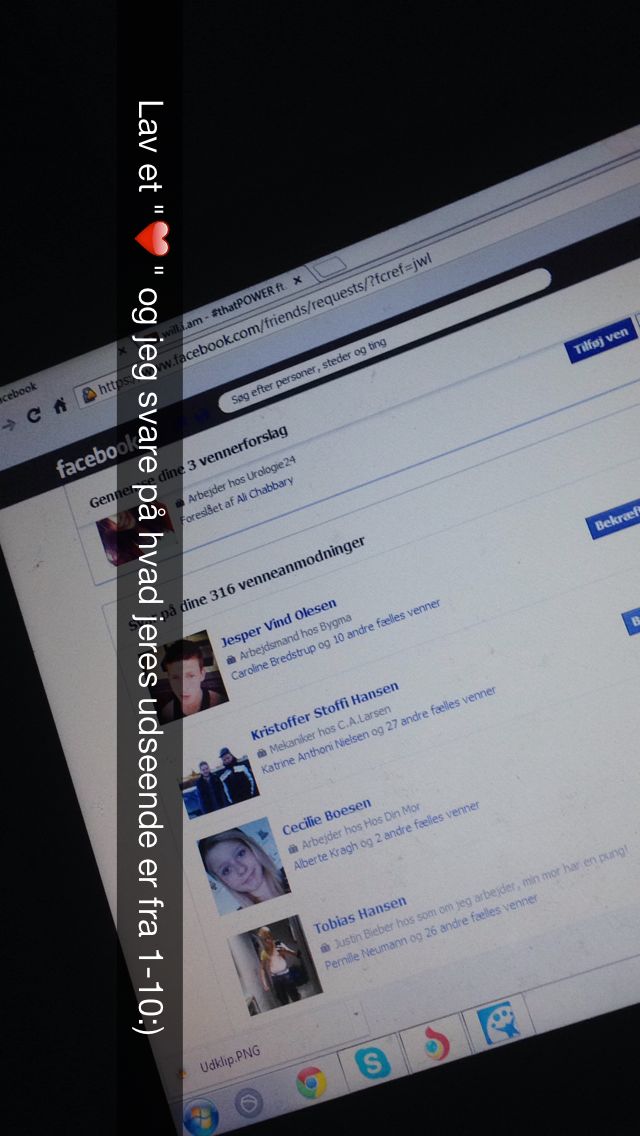 Lav et "❤" og jeg svare på hvad jeres udseende er fra 1-10:)
will.i.am - #thatPOWER ft.
www.facebook.com/friends/requests/?fcref=jwl
Søg efter personer, steder og ting
facebook
dine 3 vennerforslag
Arbejder hos Urologie24
Foreslået af Ali Chabbary
Tilføj ven
på dine 316 venneanmodninger
Jesper Vind Olesen
Arbejdsmand hos Bygma
Caroline Bredstrup og 10 andre fælles venner
Kristoffer Stoffi Hansen
Mekaniker hos C.A.Larsen
Katrine Anthoni Nielsen og 27 andre fælles venner
Cecilie Boesen
Arbejder hos Hos Din Mor
Alberte Kragh og 2 andre fælles venner
Tobias Hansen
Justin Bieber hos som om jeg arbejder, min mor har en pung!
Pernille Neumann og 26 andre fælles venner
Udklip.PNG